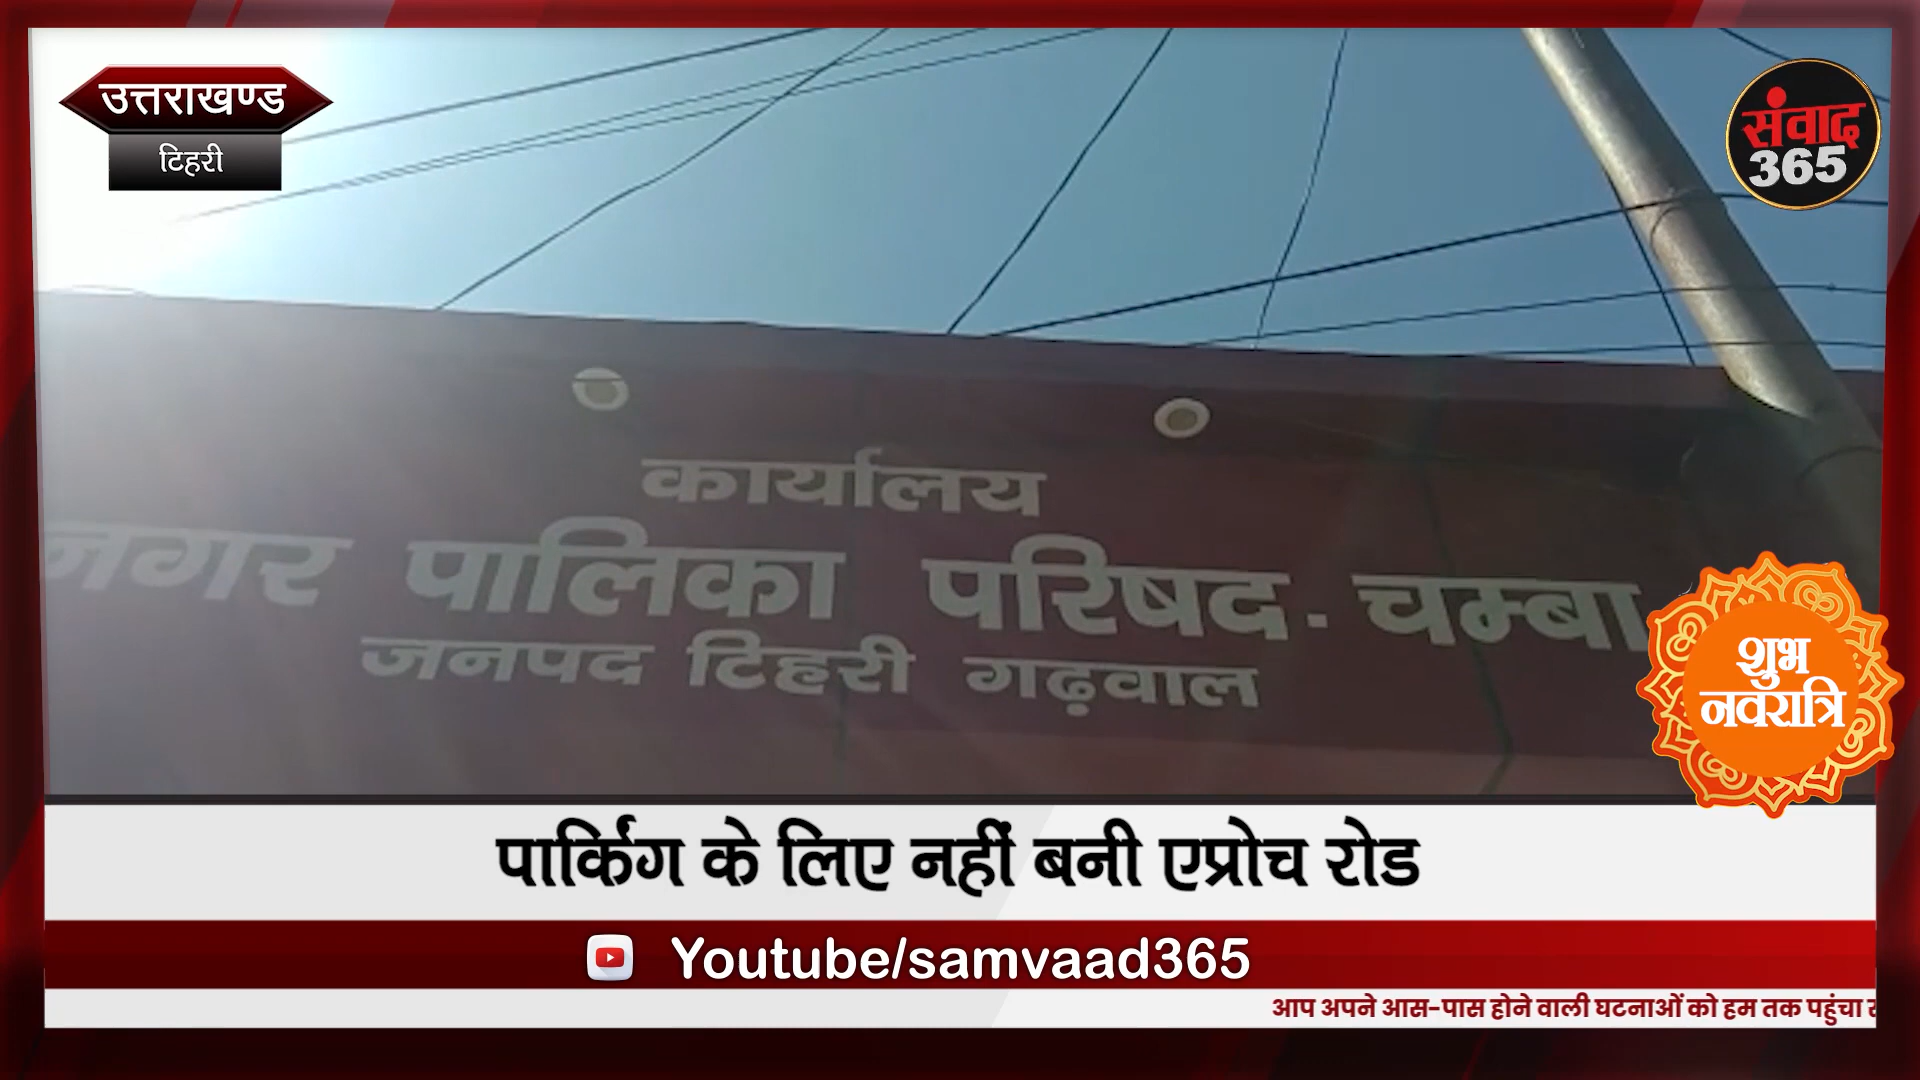 उत्तराखण्ड
टिहरी
संवाद
365
कार्यालय
नगर पालिका परिषद - चम्बा
जनपद टिहरी गढ़वाल
शुभ
नवरात्रि
पार्किंग के लिए नहीं बनी एप्रोच रोड
Youtube/samvaad365
आप अपने आस-पास होने वाली घटनाओं को हम तक पहुंचा